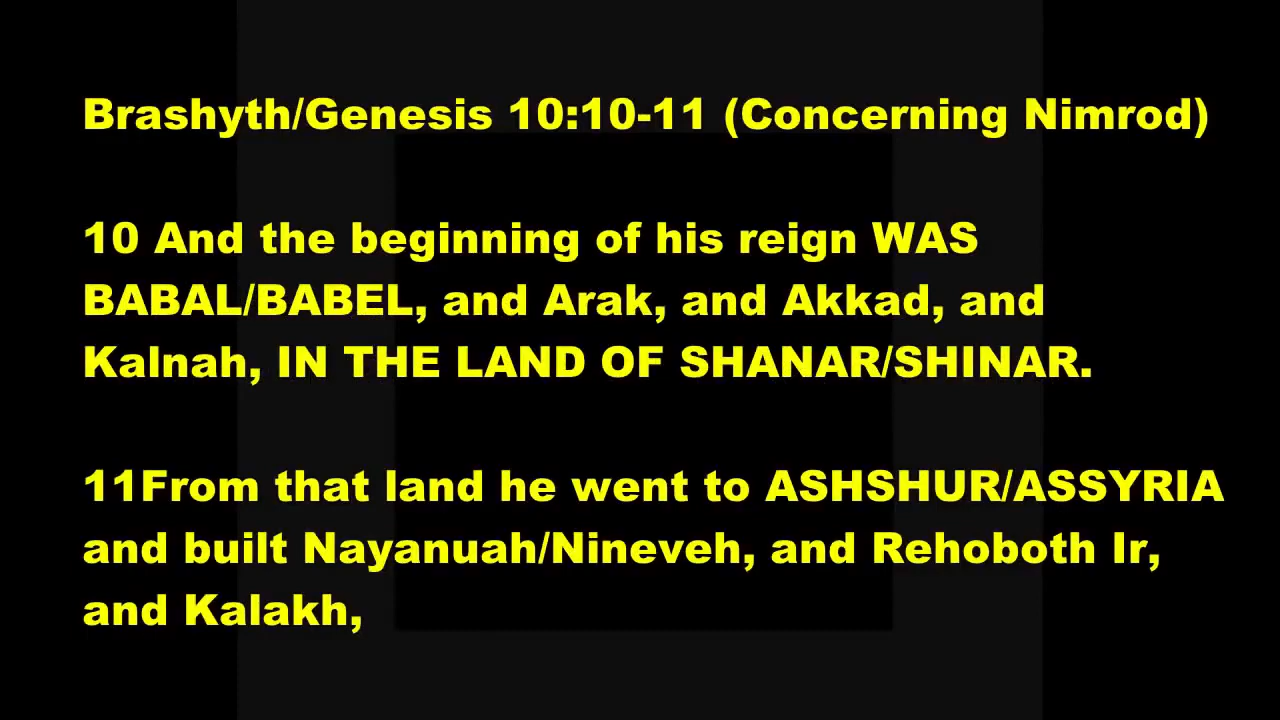 Brashyth/Genesis 10:10-11 (Concerning Nimrod)
10 And the beginning of his reign WAS
BABAL/BABEL, and Arak, and Akkad, and
Kalnah, IN THE LAND OF SHANAR/SHINAR.
11From that land he went to ASHSHUR/ASSYRIA
and built Nayanuah/Nineveh, and Rehoboth Ir,
and Kalakh,